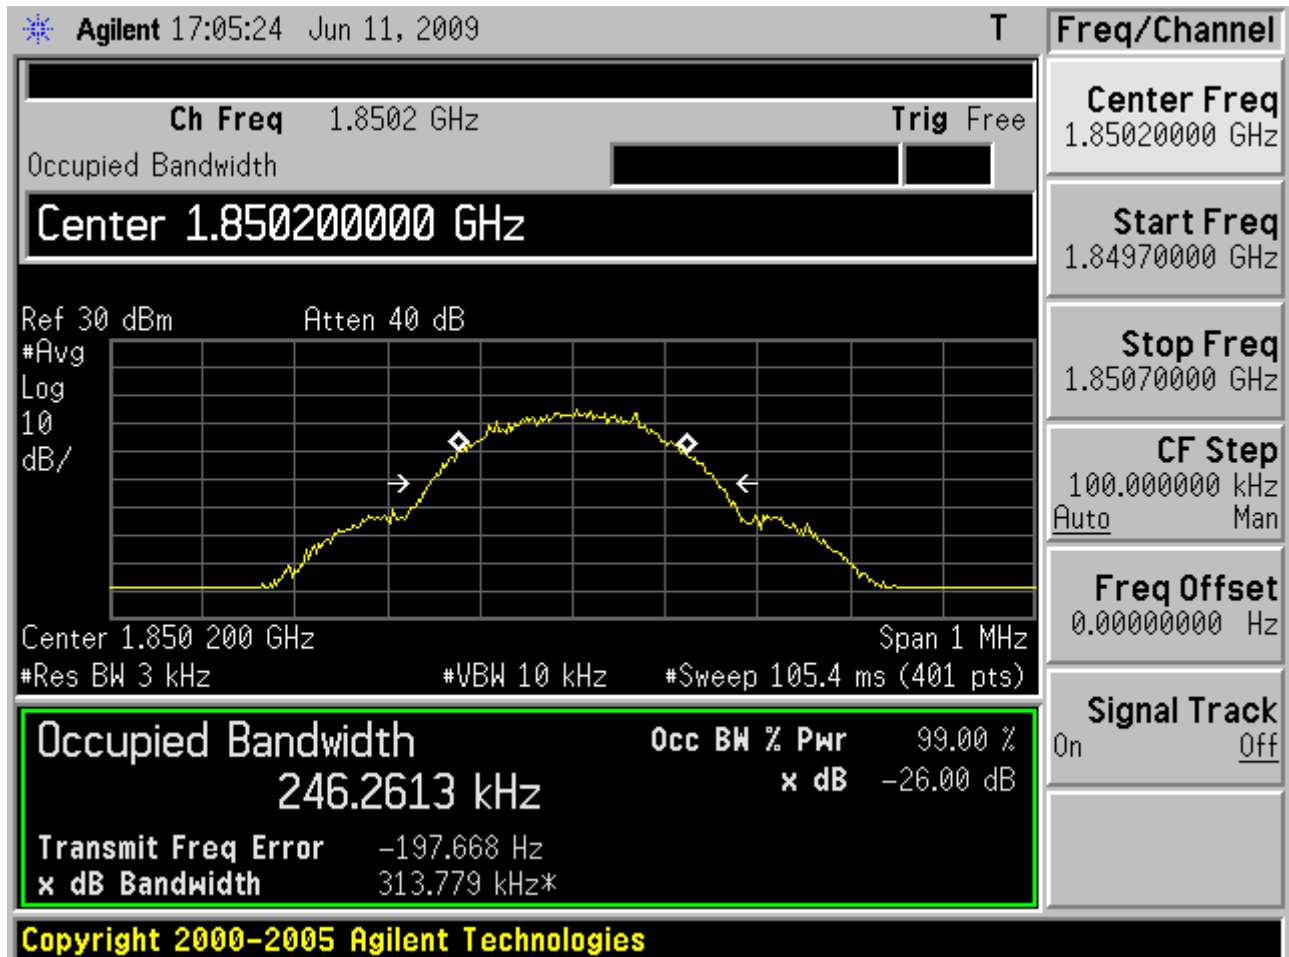 Agilent 17:05:24 Jun 11, 2009 T
Freq/Channel
Ch Freq 1.8502 GHz Trig Free
Occupied Bandwidth
Center 1.850200000 GHz
Ref 30 dBm Atten 40 dB
#Avg
Log
10
dB/
Center 1.850 200 GHz Span 1 MHz
#Res BW 3 kHz #VBW 10 kHz #Sweep 105.4 ms (401 pts)
Occupied Bandwidth
246.2613 kHz
Occ BW % Pwr 99.00 %
x dB -26.00 dB
Transmit Freq Error -197.668 Hz
x dB Bandwidth 313.779 kHz*
Center Freq
1.85020000 GHz
Start Freq
1.84970000 GHz
Stop Freq
1.85070000 GHz
CF Step
100.000000 kHz
Auto Man
Freq Offset
0.00000000 Hz
Signal Track
On Off
Copyright 2000-2005 Agilent Technologies